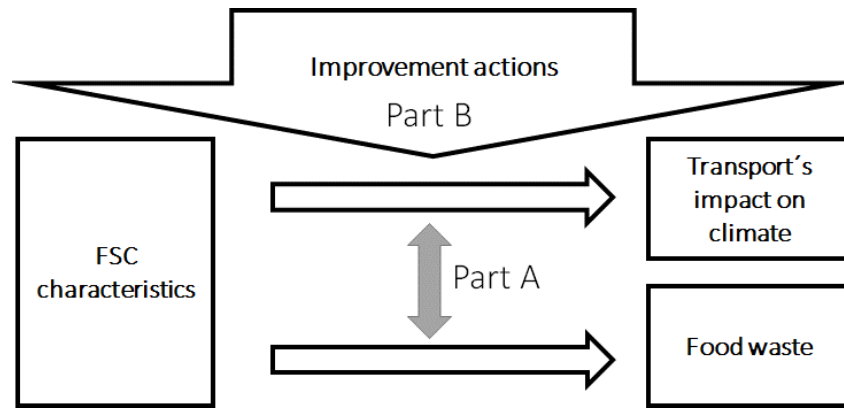 Improvement actions
Part B
FSC
characteristics
Transport´s
impact on
climate
Part A
Food waste